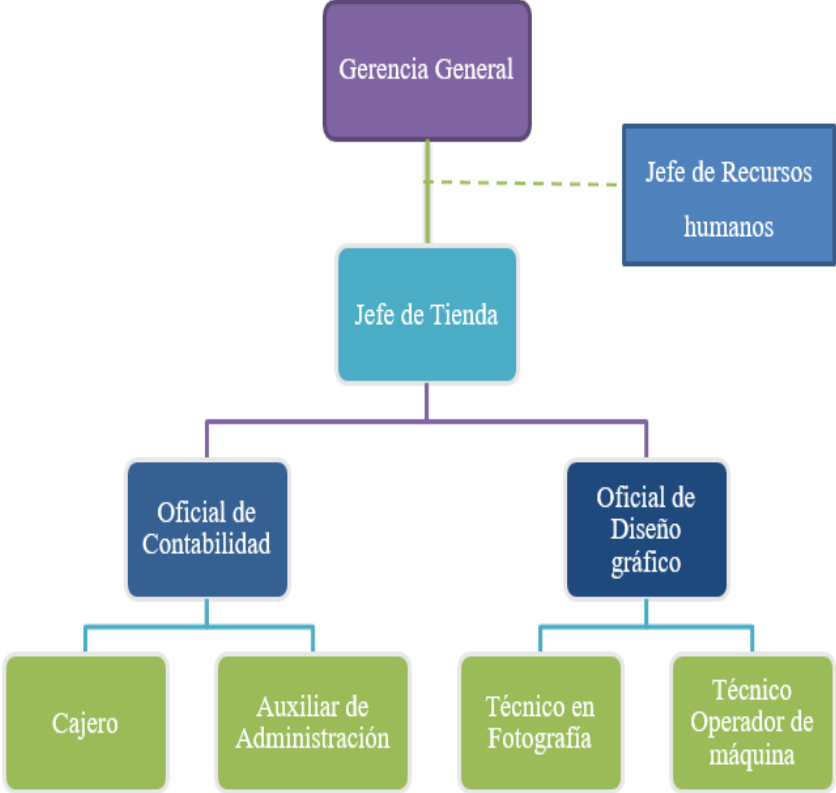 Gerencia General
Jefe de Recursos
humanos
Jefe de Tienda
Oficial de
Contabilidad
Oficial de
Diseño
gráfico
Cajero
Auxiliar de
Administración
Técnico en
Fotografía
Técnico
Operador de
máquina